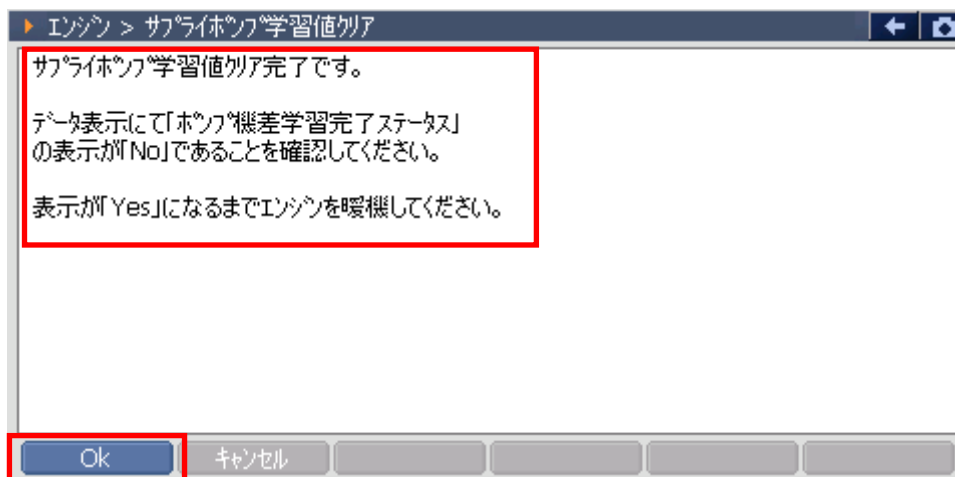 エンジン > サプライポンプ学習値クリア
サプライポンプ学習値クリア完了です。
データ表示にて「ポンプ機差学習完了ステータス」
の表示が「No」であることを確認してください。
表示が「Yes」になるまでエンジンを暖機してください。
Ok
キャンセル